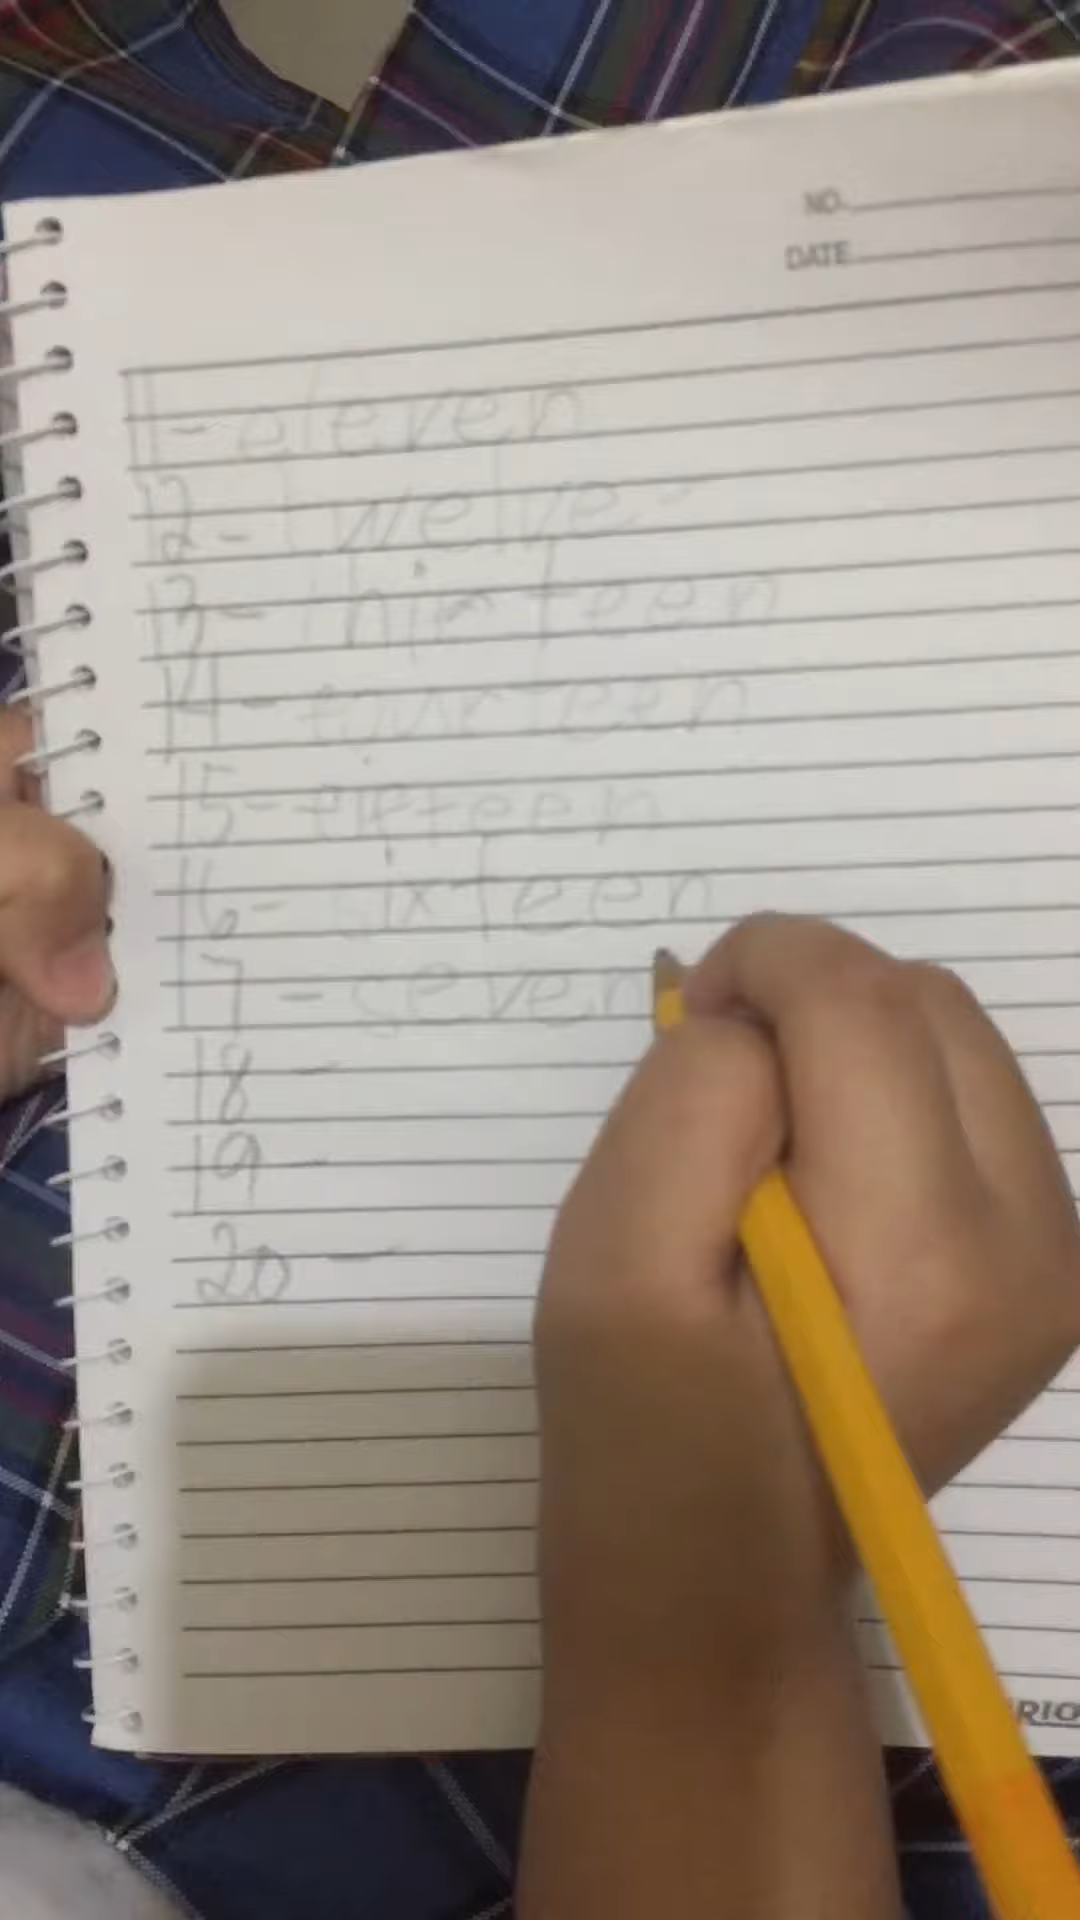 NO.
DATE
11-eleven
12-twelve
13-thirteen
14-fourteen
15-fifteen
16-sixteen
17-seven
18-
19-
20-